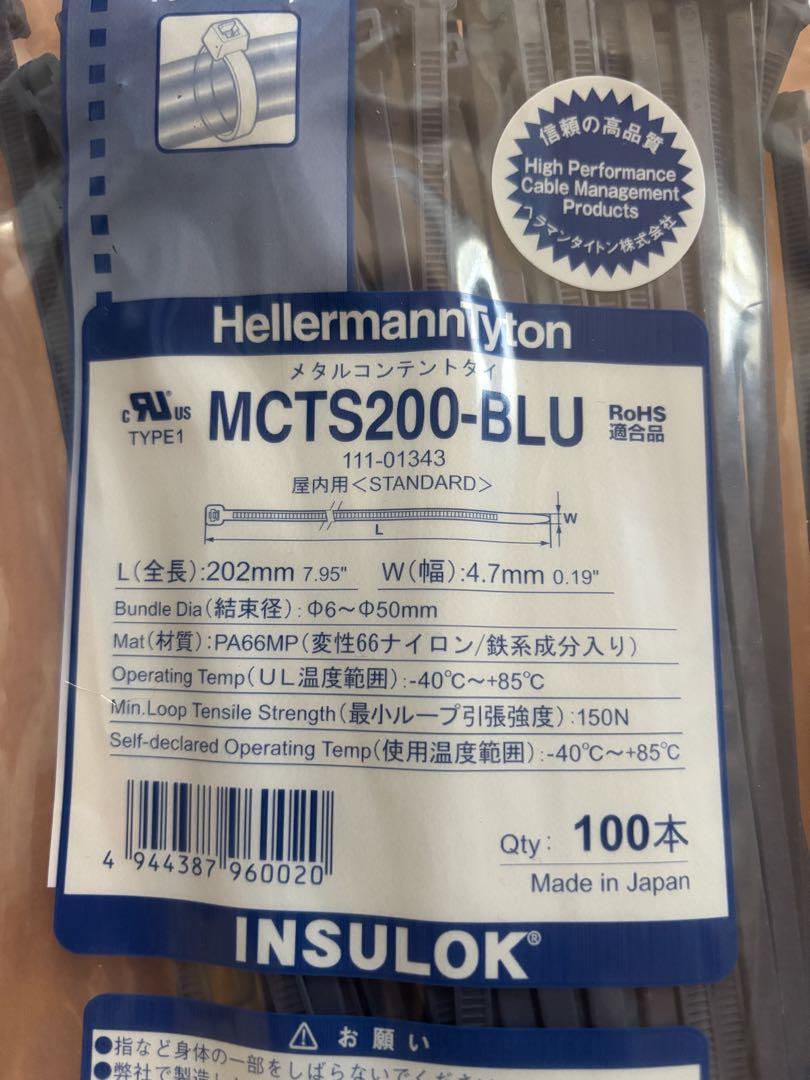 信頼の高品質
High Performance
Cable Management
Products
ヘラマンタイトン株式会社
HellermannTyton
メタルコンテントタイ
c RU US
TYPE1
MCTS200-BLU
RoHS
適合品
111-01343
屋内用<STANDARD>
W
L
L(全長):202mm 7.95" W(幅):4.7mm 0.19"
Bundle Dia(結束径): Φ6~Φ50mm
Mat(材質):PA66MP(変性66ナイロン/鉄系成分入り)
Operating Temp(UL温度範囲):-40℃~+85℃
Min.Loop Tensile Strength(最小ループ引張強度):150N
Self-declared Operating Temp(使用温度範囲):-40℃~+85℃
4 944387 960020
Qty: 100本
Made in Japan
INSULOK®
お願い
●指など身体の一部をしばらないでください
●弊社で製造し